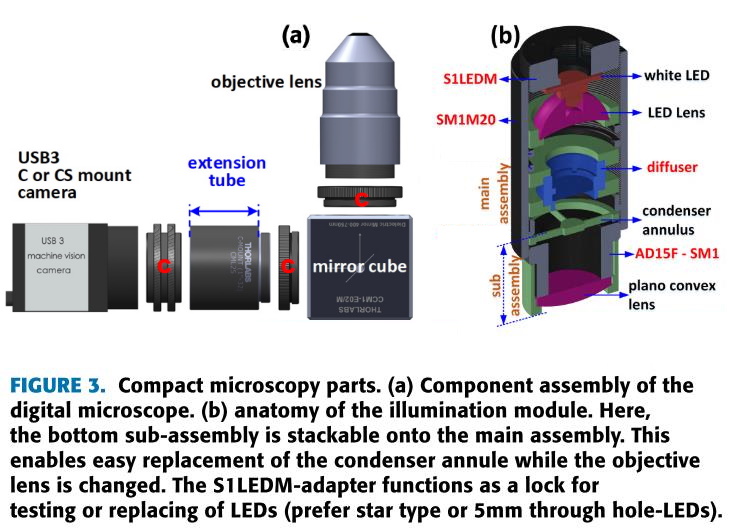 (a)
objective lens
USB3
C or CS mount
camera
extension
tube
USB 3
machine vision
camera
C
C
C
THORLABS
Dielectric Mirror 400-750nm
mirror cube
CCM1-E02/M
THORLABS
(b)
S1LEDM
white LED
SM1M20
LED Lens
diffuser
main
assembly
condenser
annulus
AD15F - SM1
sub
assembly
plano convex
lens
FIGURE 3. Compact microscopy parts. (a) Component assembly of the
digital microscope. (b) anatomy of the illumination module. Here,
the bottom sub-assembly is stackable onto the main assembly. This
enables easy replacement of the condenser annule while the objective
lens is changed. The S1LEDM-adapter functions as a lock for
testing or replacing of LEDs (prefer star type or 5mm through hole-LEDs).